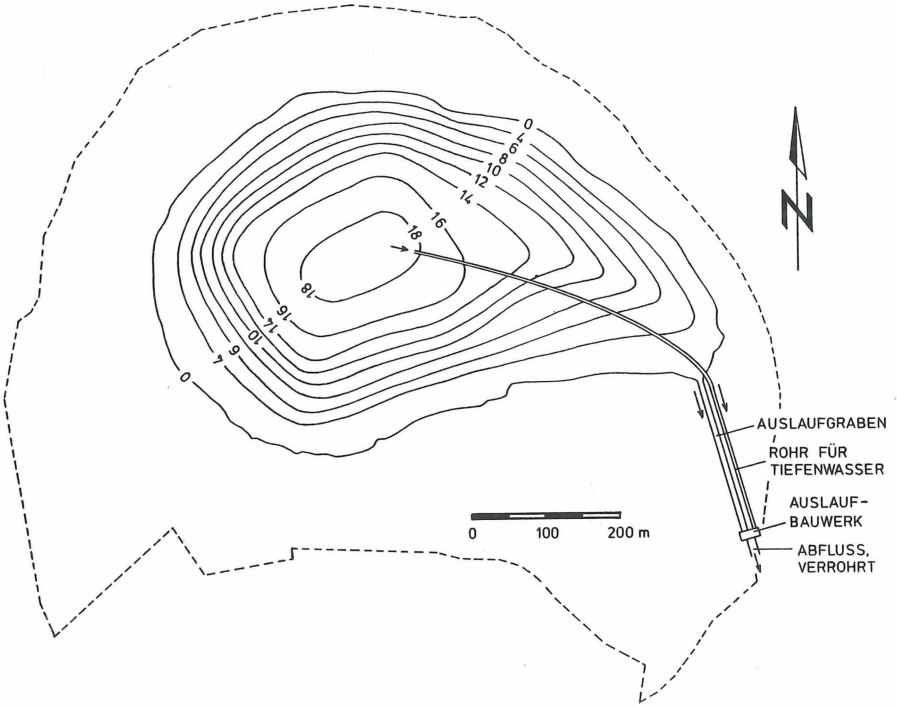 0
4
6
8
10
12
14
16
18
18
16
14
10
6
4
0
N
AUSLAUFGRABEN
ROHR FÜR
TIEFENWASSER
AUSLAUF-
BAUWERK
ABFLUSS,
VERROHRT
0 100 200 m